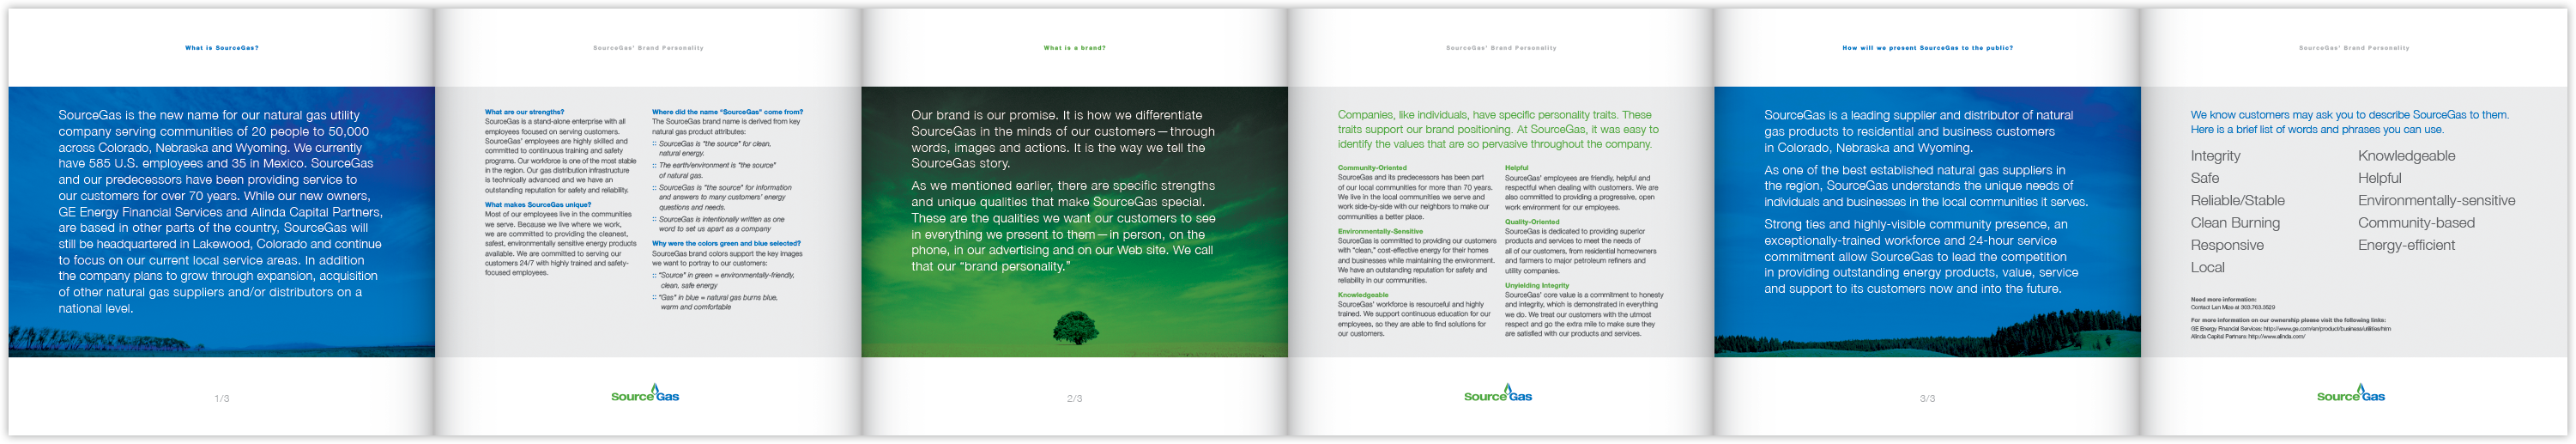 What is SourceGas?
SourceGas is the new name for our natural gas utility
company serving communities of 20 people to 50,000
across Colorado, Nebraska and Wyoming. We currently
have 585 U.S. employees and 35 in Mexico. SourceGas
and our predecessors have been providing service to
our customers for over 70 years. While our new owners,
GE Energy Financial Services and Alinda Capital Partners,
are based in other parts of the country, SourceGas will
still be headquartered in Lakewood, Colorado and continue
to focus on our current local service areas. In addition
the company plans to grow through expansion, acquisition
of other natural gas suppliers and/or distributors on a
national level.
1/3
SourceGas' Brand Personality
What are our strengths?
SourceGas is a stand-alone enterprise with all
employees focused on serving customers.
SourceGas' employees are highly skilled and
committed to continuous training and safety
programs. Our workforce is one of the most stable
in the region. Our gas distribution infrastructure
is technically advanced and we have an
outstanding reputation for safety and reliability.
What makes SourceGas unique?
Most of our employees live in the communities
we serve. Because we live where we work,
we are committed to providing the cleanest,
safest, environmentally sensitive energy products
available. We are committed to serving our
customers 24/7 with highly trained and safety-
focused employees.
Where did the name “SourceGas” come from?
The SourceGas brand name is derived from key
natural gas product attributes:
:: SourceGas is "the source" for clean,
natural energy.
:: The earth/environment is "the source"
of natural gas.
:: SourceGas is "the source" for information
and answers to many customers' energy
questions and needs.
:: SourceGas is intentionally written as one
word to set us apart as a company
Why were the colors green and blue selected?
SourceGas brand colors support the key images
we want to portray to our customers:
:: "Source" in green = environmentally-friendly,
clean, safe energy
:: "Gas" in blue = natural gas burns blue,
warm and comfortable
SourceGas
What is a brand?
Our brand is our promise. It is how we differentiate
SourceGas in the minds of our customers—through
words, images and actions. It is the way we tell the
SourceGas story.
As we mentioned earlier, there are specific strengths
and unique qualities that make SourceGas special.
These are the qualities we want our customers to see
in everything we present to them—in person, on the
phone, in our advertising and on our Web site. We call
that our “brand personality.”
2/3
SourceGas' Brand Personality
Companies, like individuals, have specific personality traits. These
traits support our brand positioning. At SourceGas, it was easy to
identify the values that are so pervasive throughout the company.
Community-Oriented
SourceGas and its predecessors has been part
of our local communities for more than 70 years.
We live in the local communities we serve and
work side-by-side with our neighbors to make our
communities a better place.
Environmentally-Sensitive
SourceGas is committed to providing our customers
with "clean," cost-effective energy for their homes
and businesses while maintaining the environment.
We have an outstanding reputation for safety and
reliability in our communities.
Knowledgeable
SourceGas' workforce is resourceful and highly
trained. We support continuous education for our
employees, so they are able to find solutions for
our customers.
Helpful
SourceGas' employees are friendly, helpful and
respectful when dealing with customers. We are
also committed to providing a progressive, open
work environment for our employees.
Quality-Oriented
SourceGas is dedicated to providing superior
products and services to meet the needs of
all of our customers, from residential homeowners
and farmers to major petroleum refiners and
utility companies.
Unyielding Integrity
SourceGas' core value is a commitment to honesty
and integrity, which is demonstrated in everything
we do. We treat our customers with the utmost
respect and go the extra mile to make sure they
are satisfied with our products and services.
SourceGas
How will we present SourceGas to the public?
SourceGas is a leading supplier and distributor of natural
gas products to residential and business customers
in Colorado, Nebraska and Wyoming.
As one of the best established natural gas suppliers in
the region, SourceGas understands the unique needs of
individuals and businesses in the local communities it serves.
Strong ties and highly-visible community presence, an
exceptionally-trained workforce and 24-hour service
commitment allow SourceGas to lead the competition
in providing outstanding energy products, value, service
and support to its customers now and into the future.
3/3
SourceGas' Brand Personality
We know customers may ask you to describe SourceGas to them.
Here is a brief list of words and phrases you can use.
Integrity
Safe
Reliable/Stable
Clean Burning
Responsive
Local
Knowledgeable
Helpful
Environmentally-sensitive
Community-based
Energy-efficient
Need more information:
Contact Len Mize at 303.763.3529
For more information on our ownership please visit the following links:
GE Energy Financial Services: http://www.ge.com/en/product/business/utilities/htm
Alinda Capital Partners: http://www.alinda.com/
SourceGas